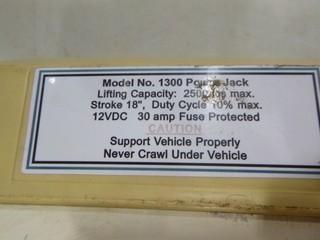 Model No. 1300 Power Jack
Lifting Capacity: 2500 lbs max.
Stroke 18", Duty Cycle 10% max.
12VDC 30 amp Fuse Protected
CAUTION
Support Vehicle Properly
Never Crawl Under Vehicle